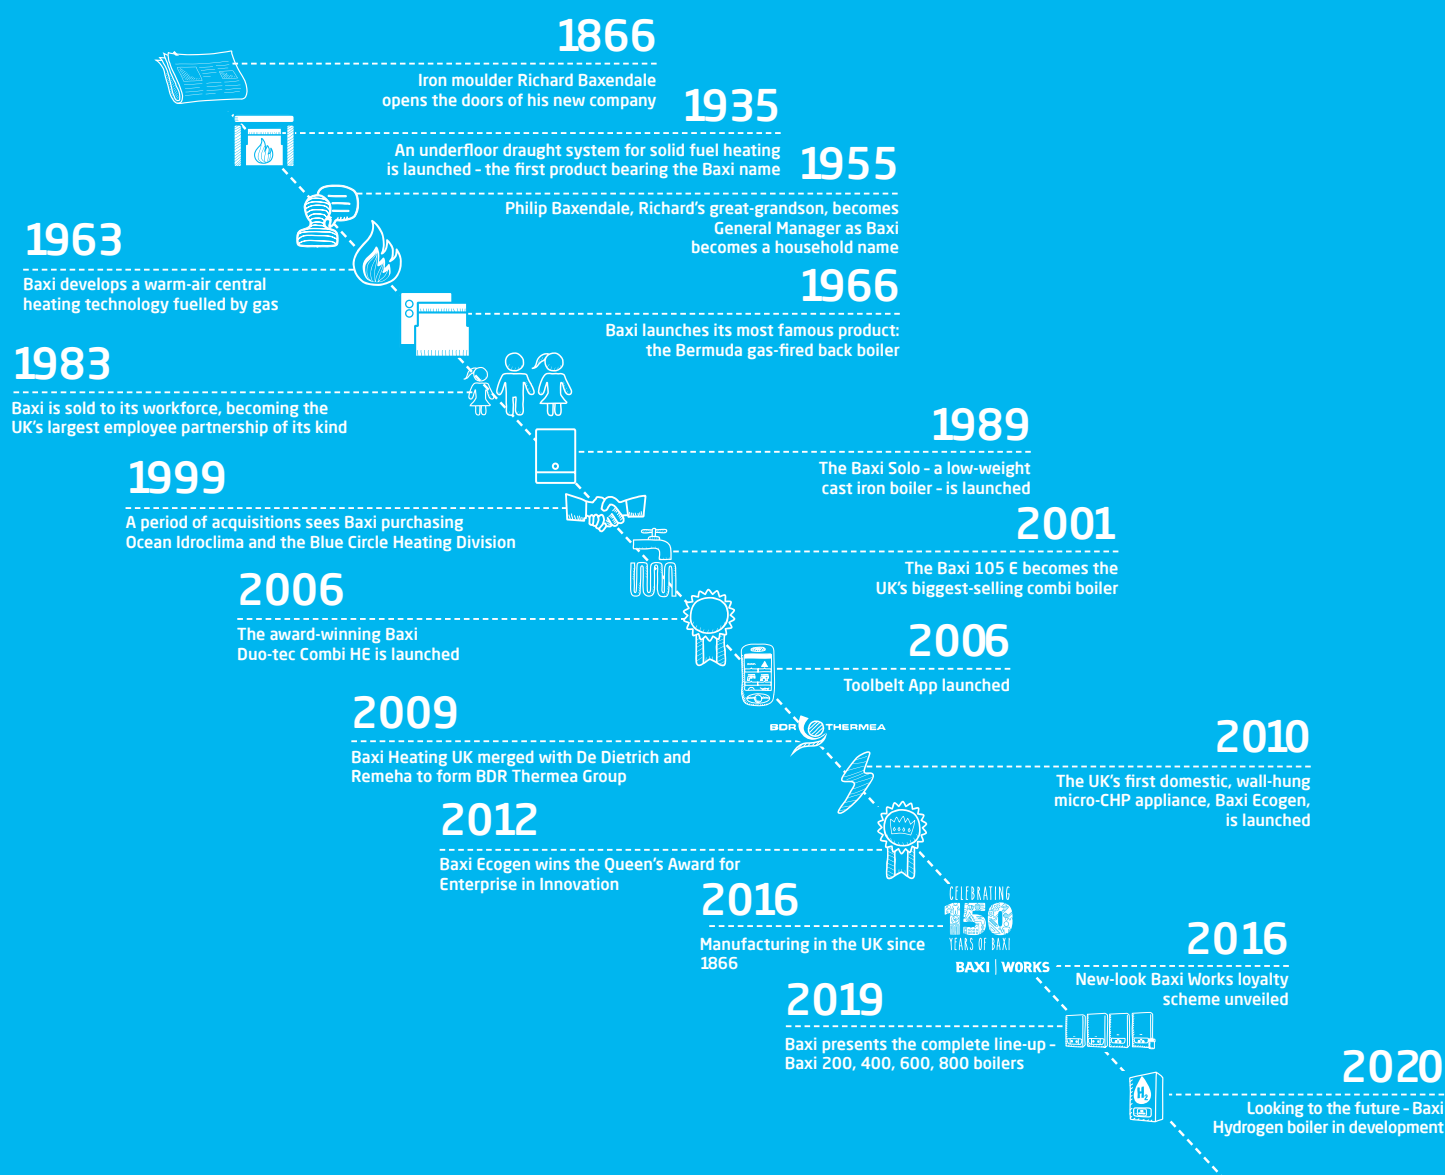 1866
Iron moulder Richard Baxendale
opens the doors of his new company
1935
An underfloor draught system for solid fuel heating
is launched – the first product bearing the Baxi name
1955
Philip Baxendale, Richard's great-grandson, becomes
General Manager as Baxi
becomes a household name
1963
Baxi develops a warm-air central
heating technology fuelled by gas
1966
Baxi launches its most famous product:
the Bermuda gas-fired back boiler
1983
Baxi is sold to its workforce, becoming the
UK's largest employee partnership of its kind
1989
The Baxi Solo – a low-weight
cast iron boiler – is launched
1999
A period of acquisitions sees Baxi purchasing
Ocean Idroclima and the Blue Circle Heating Division
2001
The Baxi 105 E becomes the
UK's biggest-selling combi boiler
2006
The award-winning Baxi
Duo-tec Combi HE is launched
2006
Toolbelt App launched
2009
Baxi Heating UK merged with De Dietrich and
Remeha to form BDR Thermea Group
BDR THERMEA
2010
The UK's first domestic, wall-hung
micro-CHP appliance, Baxi Ecogen,
is launched
2012
Baxi Ecogen wins the Queen's Award for
Enterprise in Innovation
2016
Manufacturing in the UK since
1866
CELEBRATING
150
YEARS OF BAXI
BAXI | WORKS
2016
New-look Baxi Works loyalty
scheme unveiled
2019
Baxi presents the complete line-up –
Baxi 200, 400, 600, 800 boilers
2020
Looking to the future – Baxi
Hydrogen boiler in development
H2